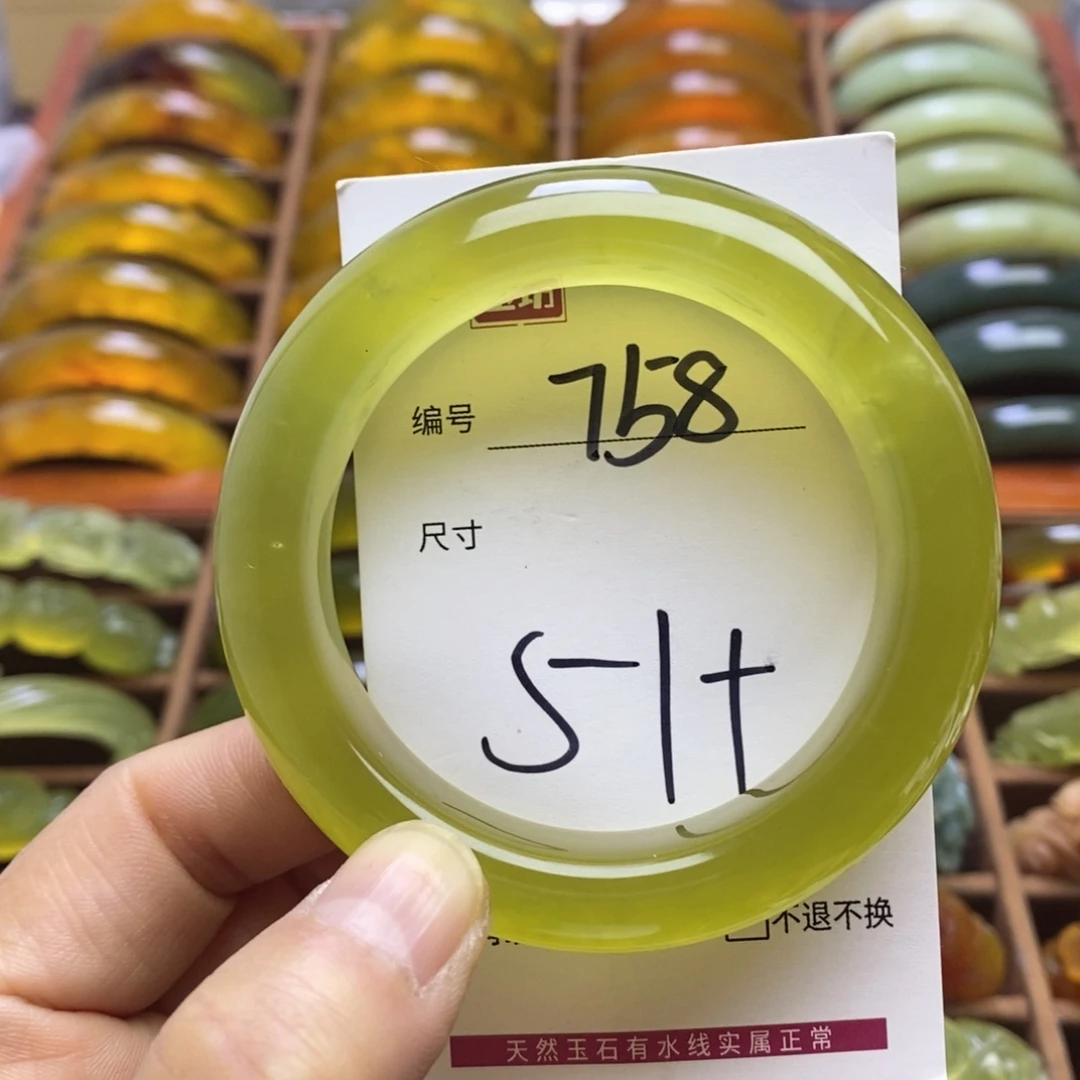 编号 758
尺寸
51+
不退不换
天然玉石有水线实属正常